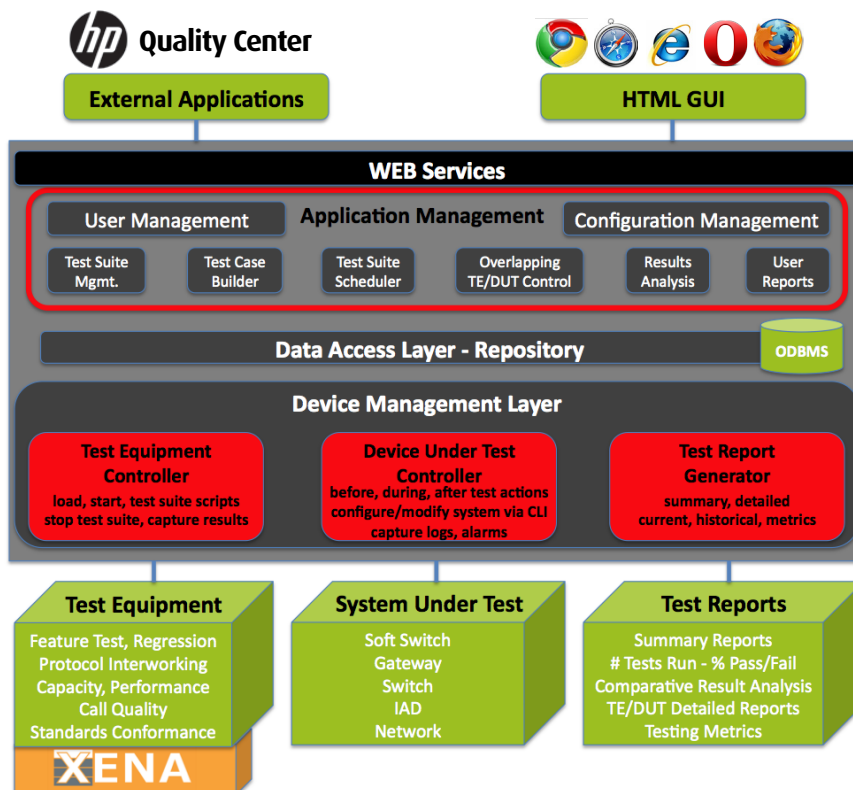 hp Quality Center
External Applications
HTML GUI
WEB Services
User Management
Application Management
Configuration Management
Test Suite
Mgmt.
Test Case
Builder
Test Suite
Scheduler
Overlapping
TE/DUT Control
Results
Analysis
User
Reports
Data Access Layer - Repository
ODBMS
Device Management Layer
Test Equipment
Controller
load, start, test suite scripts
stop test suite, capture results
Device Under Test
Controller
before, during, after test actions
configure/modify system via CLI
capture logs, alarms
Test Report
Generator
summary, detailed
current, historical, metrics
Test Equipment
Feature Test, Regression
Protocol Interworking
Capacity, Performance
Call Quality
Standards Conformance
XENA
System Under Test
Soft Switch
Gateway
Switch
IAD
Network
Test Reports
Summary Reports
# Tests Run - % Pass/Fail
Comparative Result Analysis
TE/DUT Detailed Reports
Testing Metrics